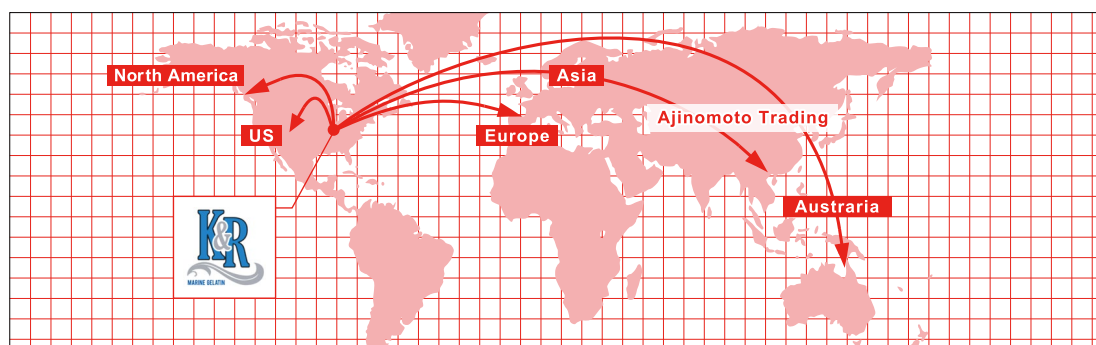 North America
Asia
Ajinomoto Trading
US
Europe
Austraria
K&R
MARINE GELATIN